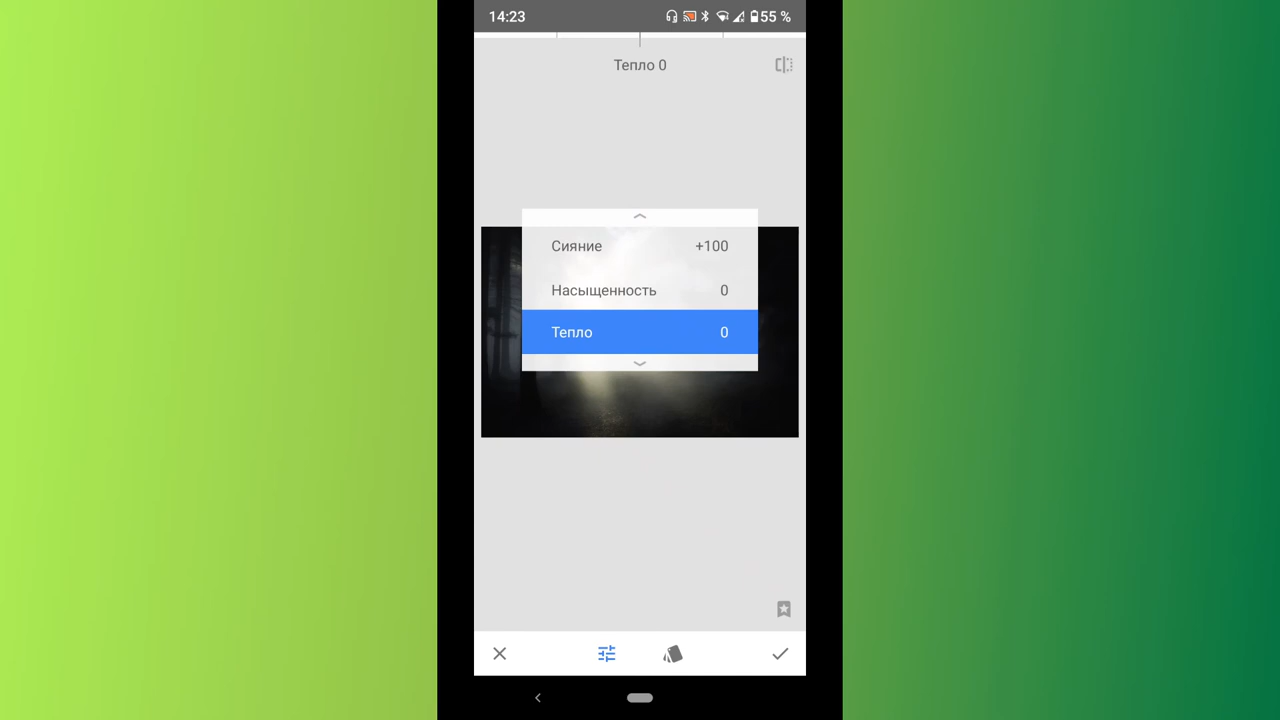 14:23
55 %
Тепло 0
Сияние +100
Насыщенность 0
Тепло 0